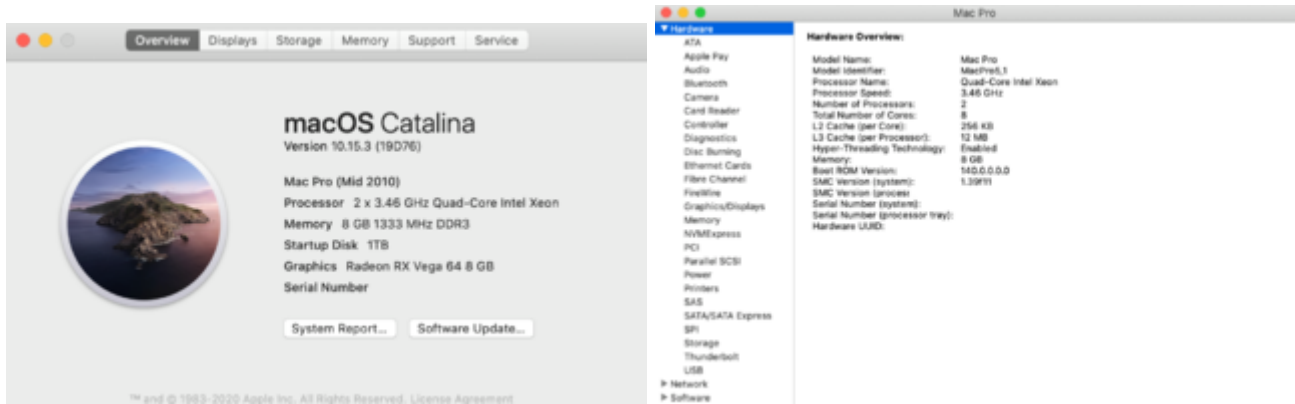 Overview Displays Storage Memory Support Service
macOS Catalina
Version 10.15.3 (19D76)
Mac Pro (Mid 2010)
Processor 2 x 3.46 GHz Quad-Core Intel Xeon
Memory 8 GB 1333 MHz DDR3
Startup Disk 1TB
Graphics Radeon RX Vega 64 8 GB
Serial Number
System Report... Software Update...
™ and © 1983-2020 Apple Inc. All Rights Reserved. License Agreement
Mac Pro
Hardware
ATA
Apple Pay
Audio
Bluetooth
Camera
Card Reader
Controller
Diagnostics
Disc Burning
Ethernet Cards
Fibre Channel
FireWire
Graphics/Displays
Memory
NVMExpress
PCI
Parallel SCSI
Power
Printers
SAS
SATA/SATA Express
SPI
Storage
Thunderbolt
USB
Network
Software
Hardware Overview:
Model Name: Mac Pro
Model Identifier: MacPro5,1
Processor Name: Quad-Core Intel Xeon
Processor Speed: 3.46 GHz
Number of Processors: 2
Total Number of Cores: 8
L2 Cache (per Core): 256 KB
L3 Cache (per Processor): 12 MB
Hyper-Threading Technology: Enabled
Memory: 8 GB
Boot ROM Version: 140.0.0.0.0
SMC Version (system): 1.39f11
SMC Version (proces
Serial Number (system):
Serial Number (processor tray):
Hardware UUID: